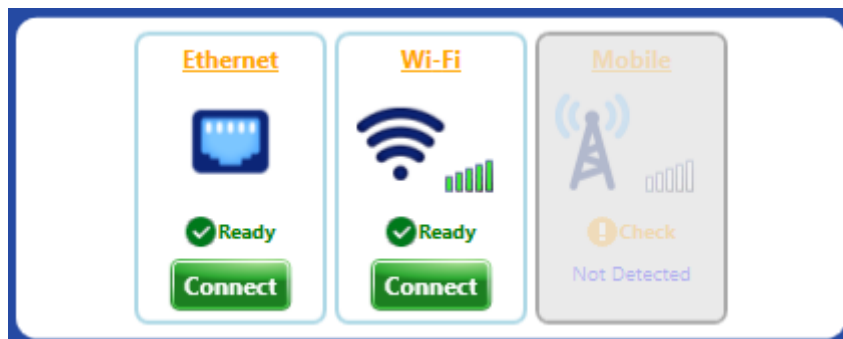 Ethernet
Wi-Fi
Mobile
Ready
Ready
Check
Connect
Connect
Not Detected